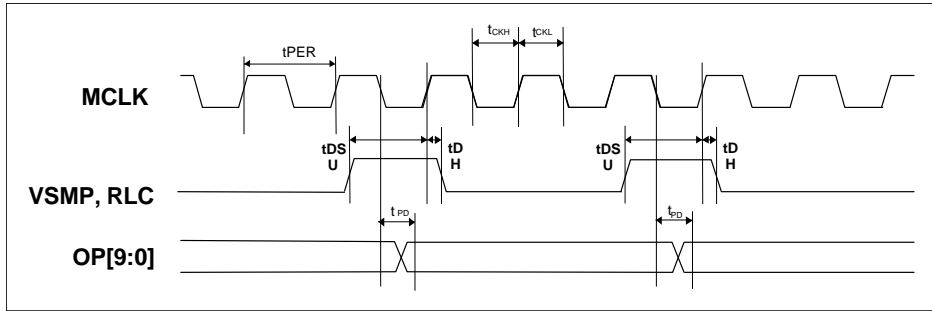 tCKH tCKL
tPER
MCLK
tDS
U
tD
H
tDS
U
tD
H
VSMP, RLC
tPD
tPD
OP[9:0]